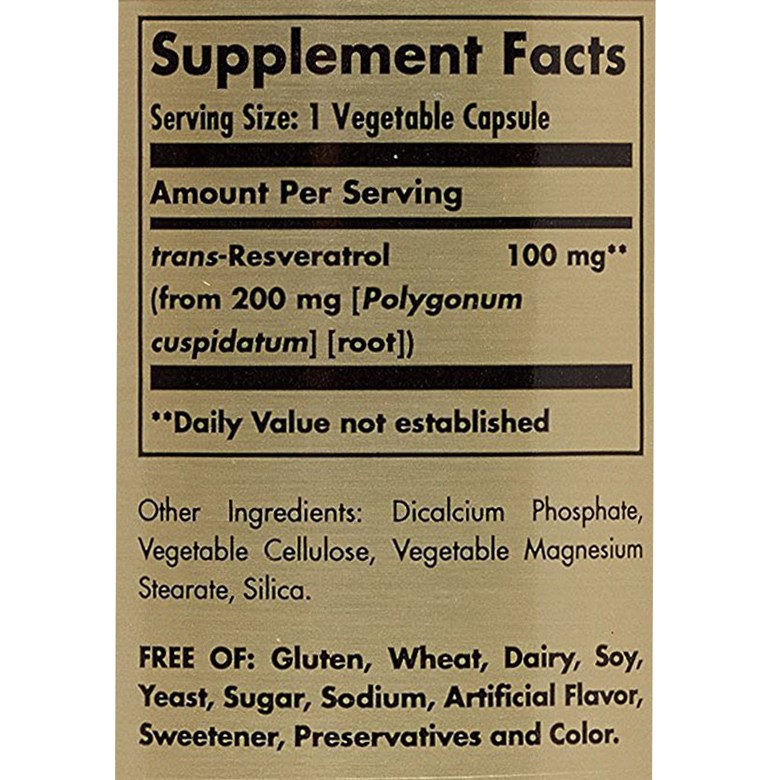 Supplement Facts
Serving Size: 1 Vegetable Capsule
Amount Per Serving
trans-Resveratrol 100 mg**
(from 200 mg [Polygonum
cuspidatum] [root])
**Daily Value not established
Other Ingredients: Dicalcium Phosphate,
Vegetable Cellulose, Vegetable Magnesium
Stearate, Silica.
FREE OF: Gluten, Wheat, Dairy, Soy,
Yeast, Sugar, Sodium, Artificial Flavor,
Sweetener, Preservatives and Color.